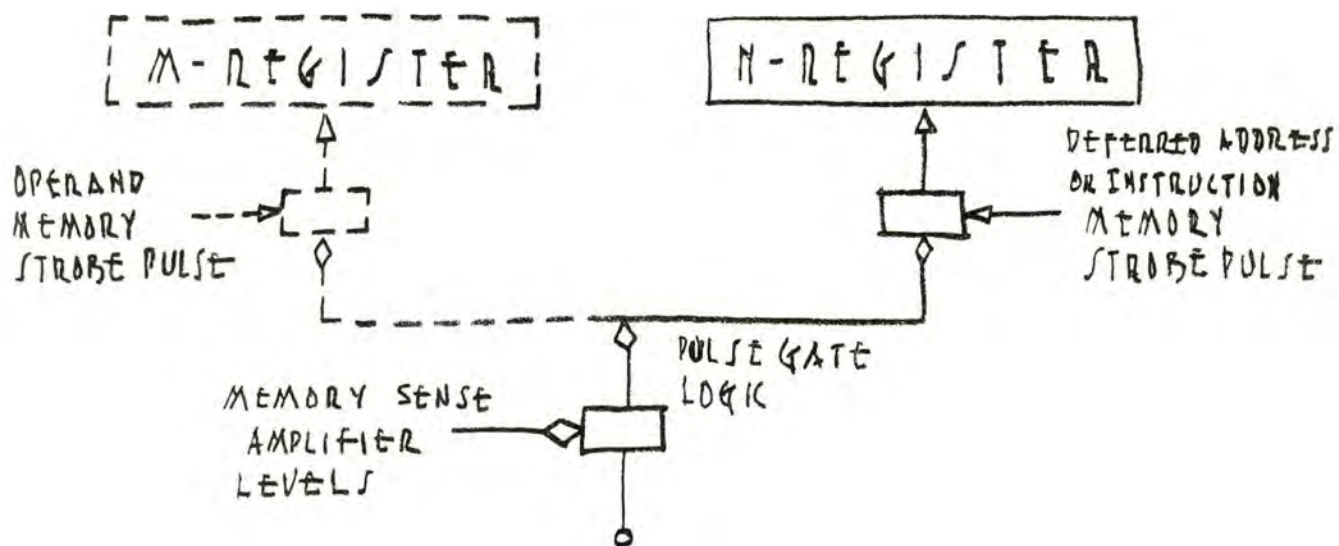 M-REGISTER
N-REGISTER
OPERAND
MEMORY
STROBE PULSE
DEFERRED ADDRESS
OR INSTRUCTION
MEMORY
STROBE PULSE
PULSE GATE
LOGIC
MEMORY SENSE
AMPLIFIER
LEVELS